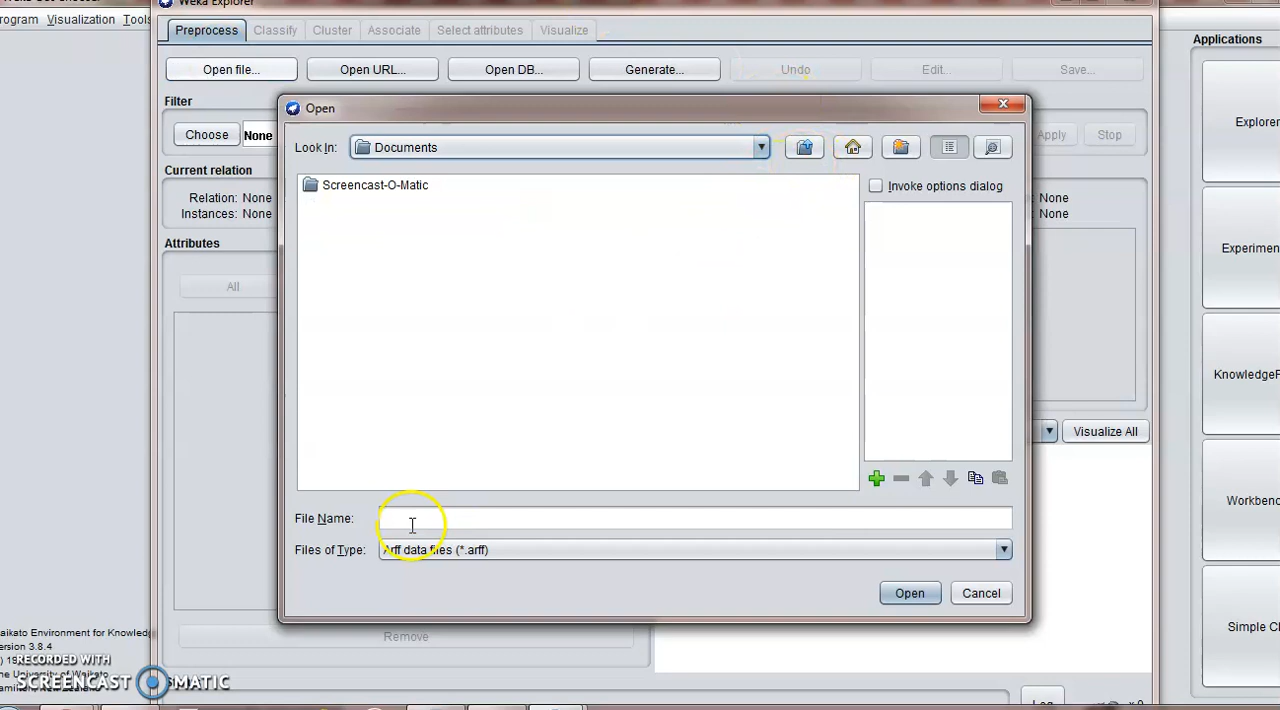 Weka Explorer
rogram Visualization Tools
Preprocess Classify Cluster Associate Select attributes Visualize
Applications
Open file... Open URL... Open DB... Generate... Undo Edit... Save...
Filter
Open
Choose None
Apply Stop
Explorer
Look In: Documents
Current relation
Screencast-O-Matic
Invoke options dialog
Relation: None
None
Instances: None
None
Attributes
Experimen
All
KnowledgeF
Visualize All
Workbenc
File Name:
Files of Type: Arff data files (*.arff)
Open Cancel
Simple Cl
aikato Environment for Knowled
Remove
ersion 3.8.4
RECORDED WITH
SCREENCAST MATIC
Log
x 0